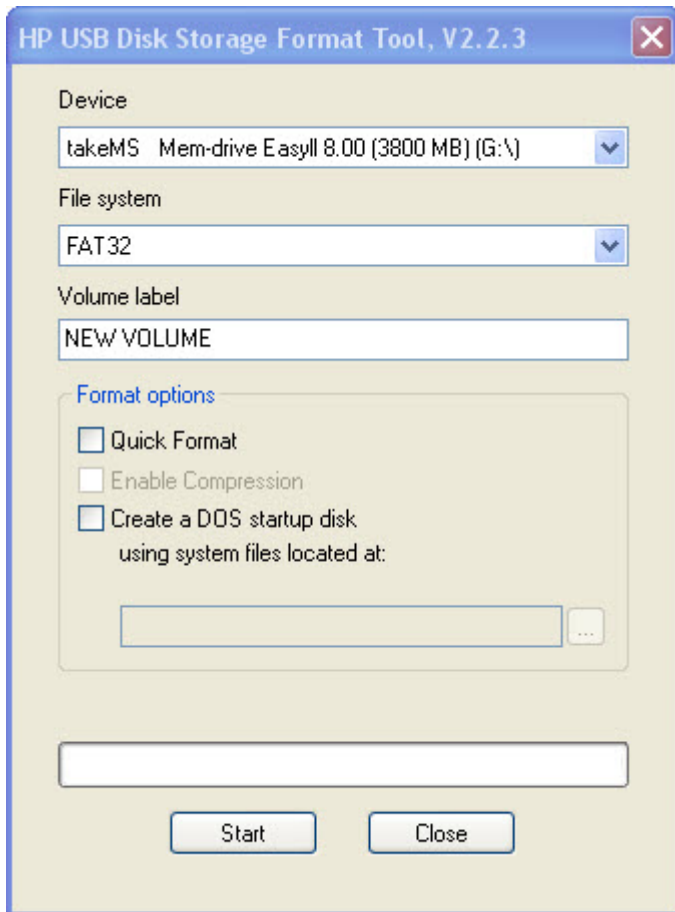 HP USB Disk Storage Format Tool, V2.2.3
Device
takeMS Mem-drive EasyII 8.00 (3800 MB) (G:\)
File system
FAT32
Volume label
NEW VOLUME
Format options
Quick Format
Enable Compression
Create a DOS startup disk
using system files located at:
...
Start
Close